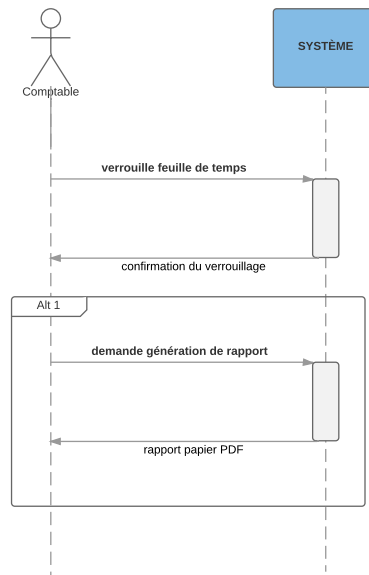 Comptable
SYSTÈME
verrouille feuille de temps
confirmation du verrouillage
Alt 1
demande génération de rapport
rapport papier PDF